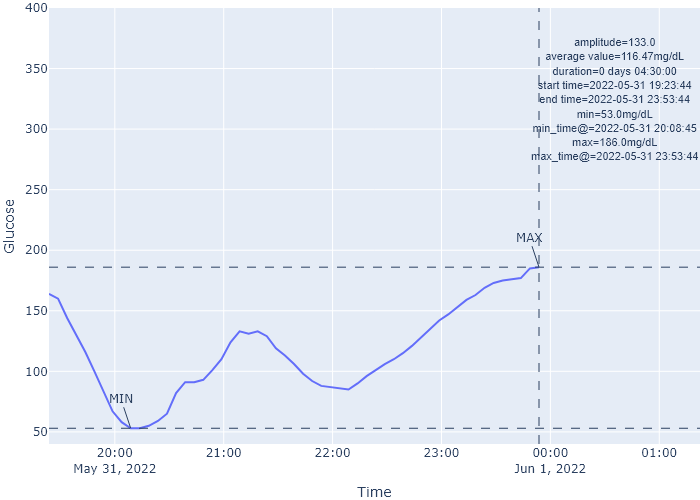 400
350
300
250
200
150
100
50
Glucose
amplitude=133.0
average value=116.47mg/dL
duration=0 days 04:30:00
start time=2022-05-31 19:23:44
end time=2022-05-31 23:53:44
min=53.0mg/dL
min_time@=2022-05-31 20:08:45
max=186.0mg/dL
max_time@=2022-05-31 23:53:44
MAX
MIN
20:00 21:00 22:00 23:00 00:00 01:00
May 31, 2022 Jun 1, 2022
Time